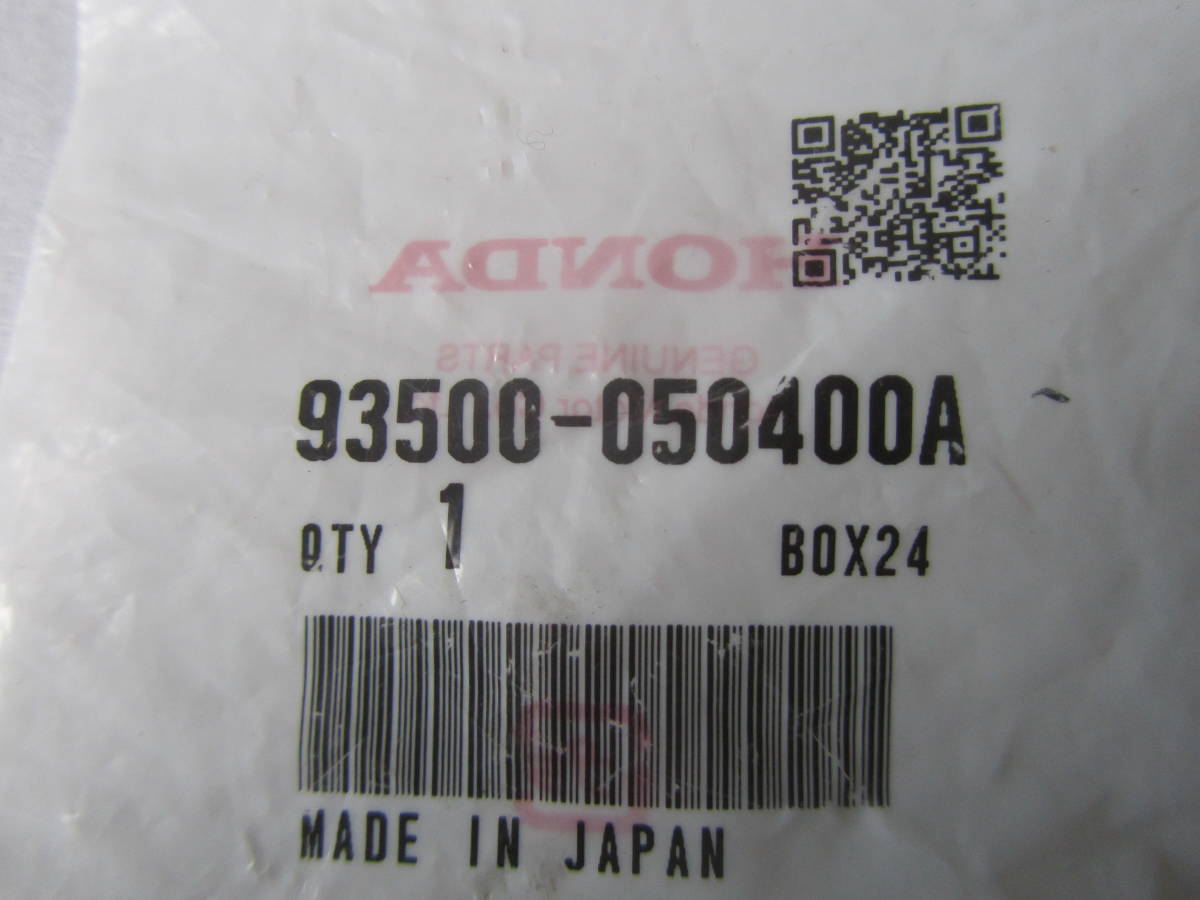 HONDA
GENUINE PARTS
93500-050400A
QTY 1 BOX24
MADE IN JAPAN